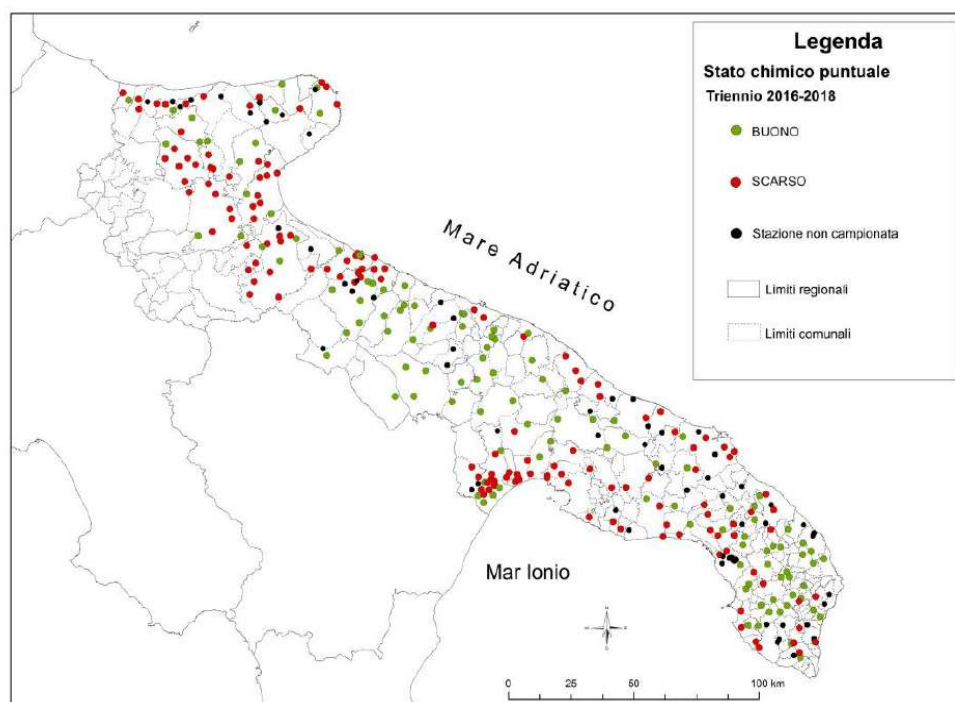 Legenda
Stato chimico puntuale
Triennio 2016-2018
BUONO
SCARSO
Stazione non campionata
Limiti regionali
Limiti comunali
Mare Adriatico
Mar Ionio
0 25 50 100 km